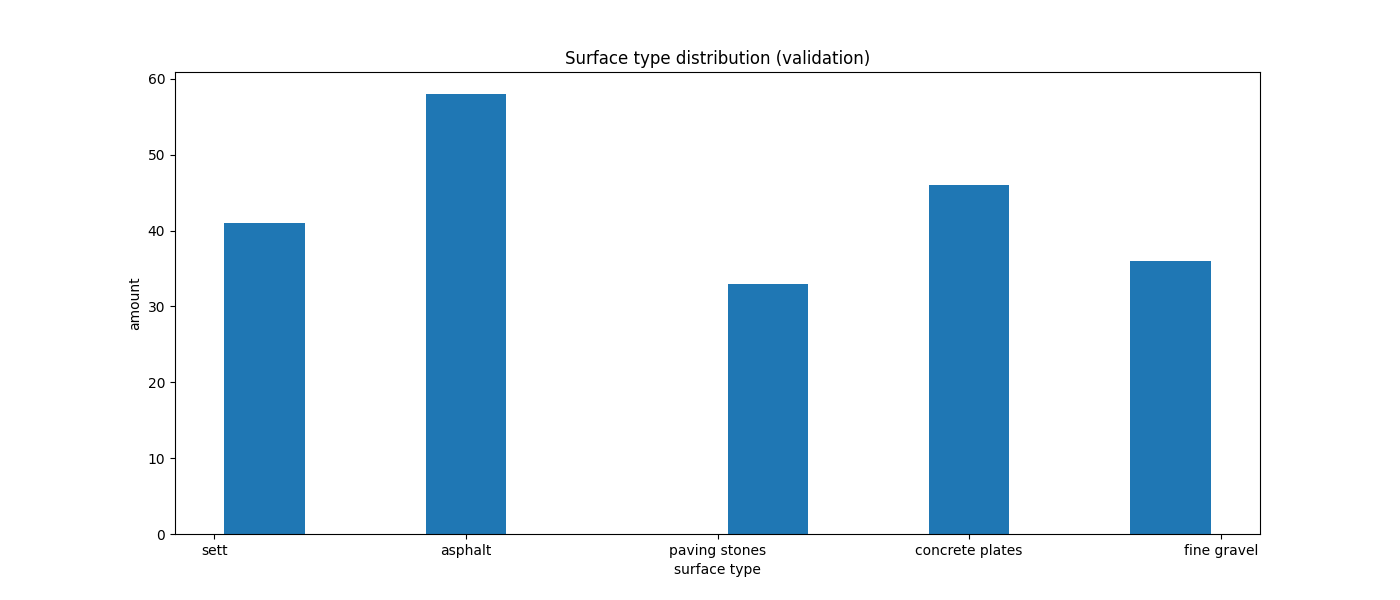 Surface type distribution (validation)
60
50
40
30
20
10
0
amount
sett asphalt paving stones concrete plates fine gravel
surface type